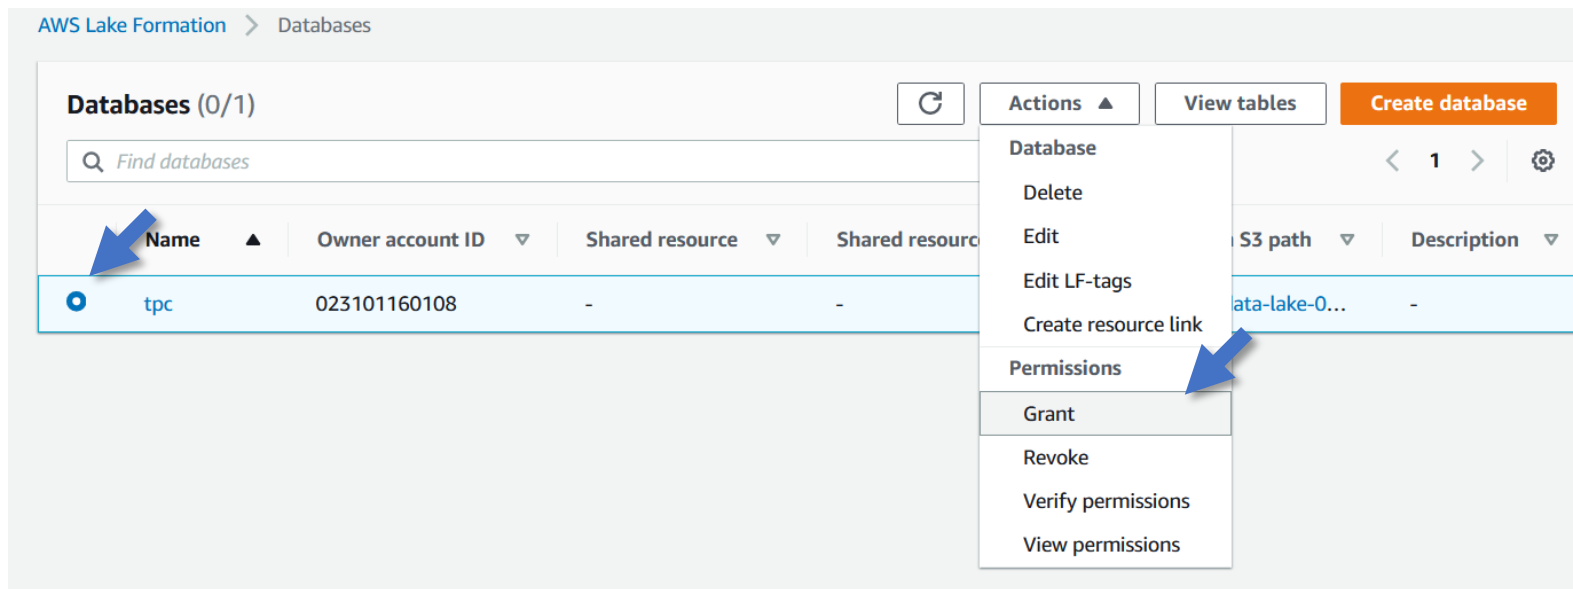 AWS Lake Formation > Databases
Databases (0/1)
Actions
View tables
Create database
Find databases
1
Name
Owner account ID
Shared resource
Shared resourc
S3 path
Description
tpc
023101160108
-
-
ata-lake-0...
-
Database
Delete
Edit
Edit LF-tags
Create resource link
Permissions
Grant
Revoke
Verify permissions
View permissions